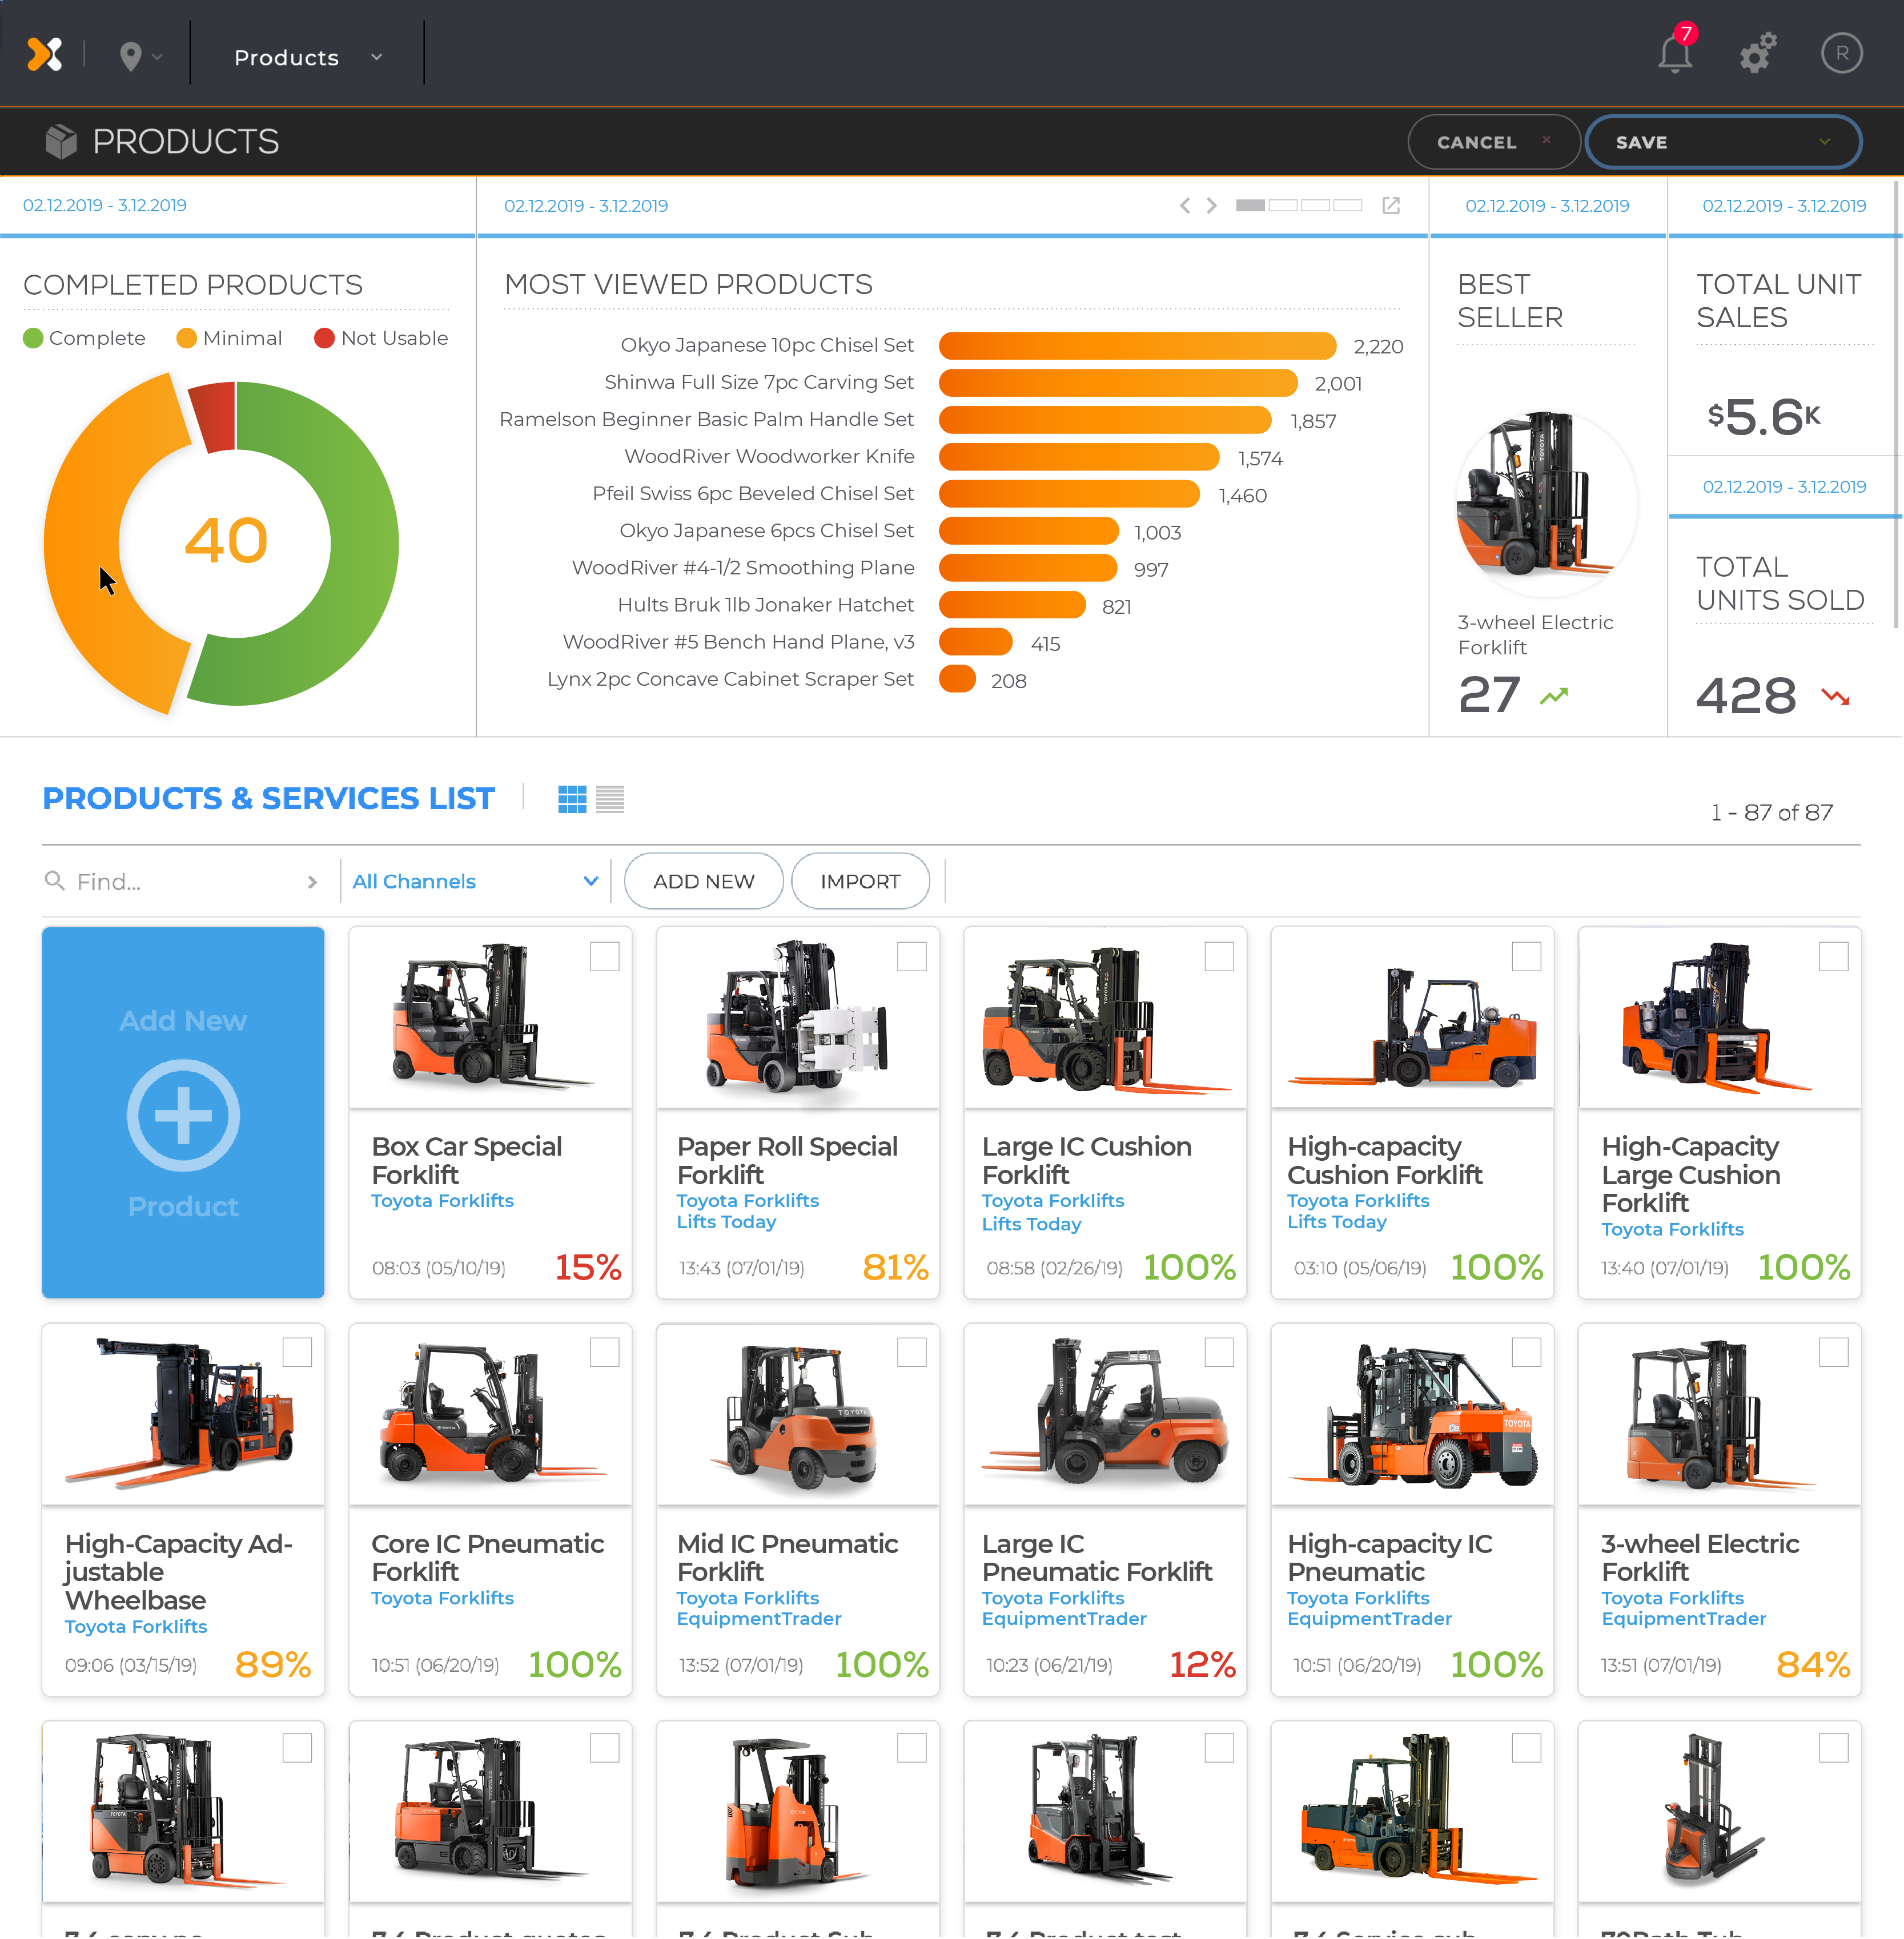 Products
7
R
PRODUCTS
CANCEL
SAVE
02.12.2019 - 3.12.2019
COMPLETED PRODUCTS
Complete
Minimal
Not Usable
40
02.12.2019 - 3.12.2019
MOST VIEWED PRODUCTS
Okyo Japanese 10pc Chisel Set 2,220
Shinwa Full Size 7pc Carving Set 2,001
Ramelson Beginner Basic Palm Handle Set 1,857
WoodRiver Woodworker Knife 1,574
Pfeil Swiss 6pc Beveled Chisel Set 1,460
Okyo Japanese 6pcs Chisel Set 1,003
WoodRiver #4-1/2 Smoothing Plane 997
Hults Bruk 1lb Jonaker Hatchet 821
WoodRiver #5 Bench Hand Plane, v3 415
Lynx 2pc Concave Cabinet Scraper Set 208
02.12.2019 - 3.12.2019
BEST
SELLER
3-wheel Electric
Forklift
27
02.12.2019 - 3.12.2019
TOTAL UNIT
SALES
$5.6K
02.12.2019 - 3.12.2019
TOTAL
UNITS SOLD
428
PRODUCTS & SERVICES LIST
1 - 87 of 87
Find...
All Channels
ADD NEW
IMPORT
Add New
Product
Box Car Special
Forklift
Toyota Forklifts
08:03 (05/10/19) 15%
Paper Roll Special
Forklift
Toyota Forklifts
Lifts Today
13:43 (07/01/19) 81%
Large IC Cushion
Forklift
Toyota Forklifts
Lifts Today
08:58 (02/26/19) 100%
High-capacity
Cushion Forklift
Toyota Forklifts
Lifts Today
03:10 (05/06/19) 100%
High-Capacity
Large Cushion
Forklift
Toyota Forklifts
13:40 (07/01/19) 100%
High-Capacity Ad-
justable
Wheelbase
Toyota Forklifts
09:06 (03/15/19) 89%
Core IC Pneumatic
Forklift
Toyota Forklifts
10:51 (06/20/19) 100%
TOYOTA
Mid IC Pneumatic
Forklift
Toyota Forklifts
EquipmentTrader
13:52 (07/01/19) 100%
Large IC
Pneumatic Forklift
Toyota Forklifts
EquipmentTrader
10:23 (06/21/19) 12%
TOYOTA
High-capacity IC
Pneumatic
Toyota Forklifts
EquipmentTrader
10:51 (06/20/19) 100%
3-wheel Electric
Forklift
Toyota Forklifts
EquipmentTrader
13:51 (07/01/19) 84%